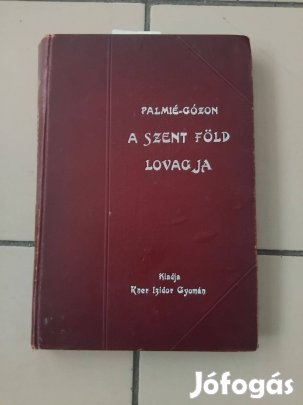 PALMIÉ-GÓZON
A SZENT FÖLD
LOVAGJA
Kiadja
Kner Izidor Gyomán
Jófogás